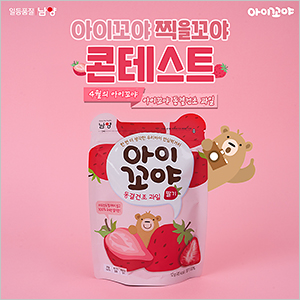 일등품질 남양
아이꼬야
아이꼬야 찍을꼬야
콘테스트
4월의 아이꼬야
아이꼬야 동결건조 과일
남양
아이
꼬야
동결건조 과일
딸기